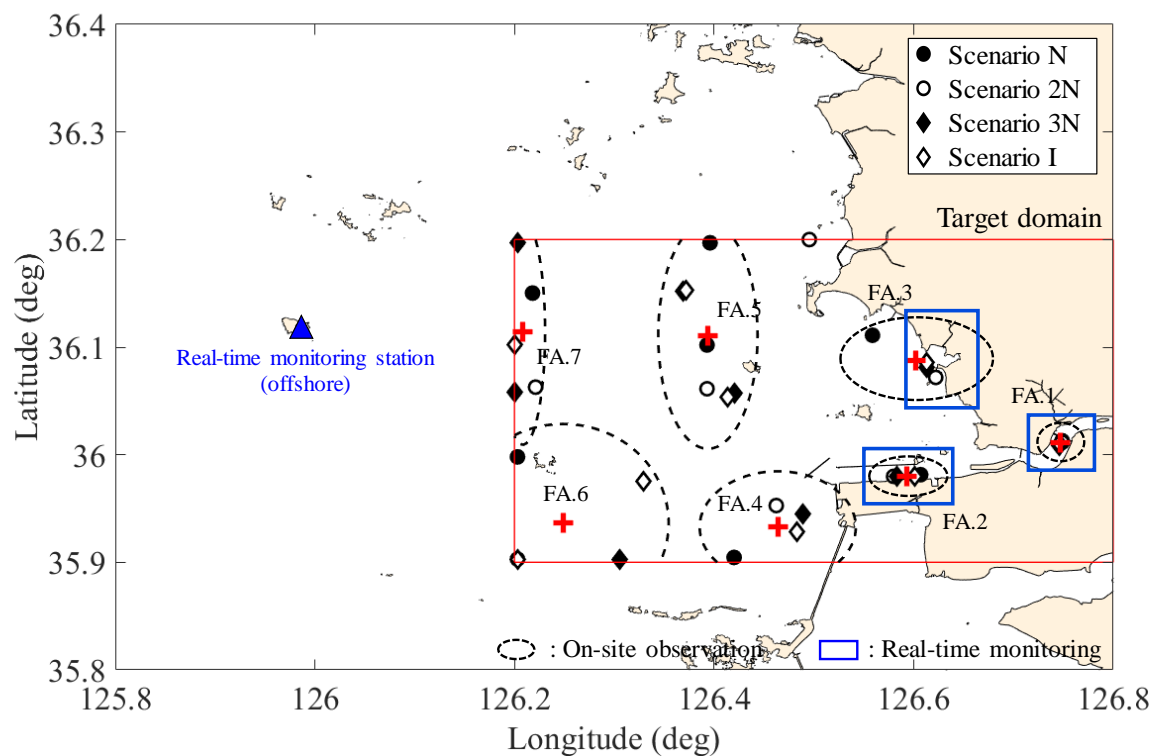 36.4
36.3
36.2
36.1
36
35.9
35.8
Latitude (deg)
Scenario N
Scenario 2N
Scenario 3N
Scenario I
Target domain
FA.3
FA.5
FA.7
FA.1
Real-time monitoring station
(offshore)
FA.6
FA.4
FA.2
: On-site observation
: Real-time monitoring
125.8
126
126.2
126.4
126.6
126.8
Longitude (deg)